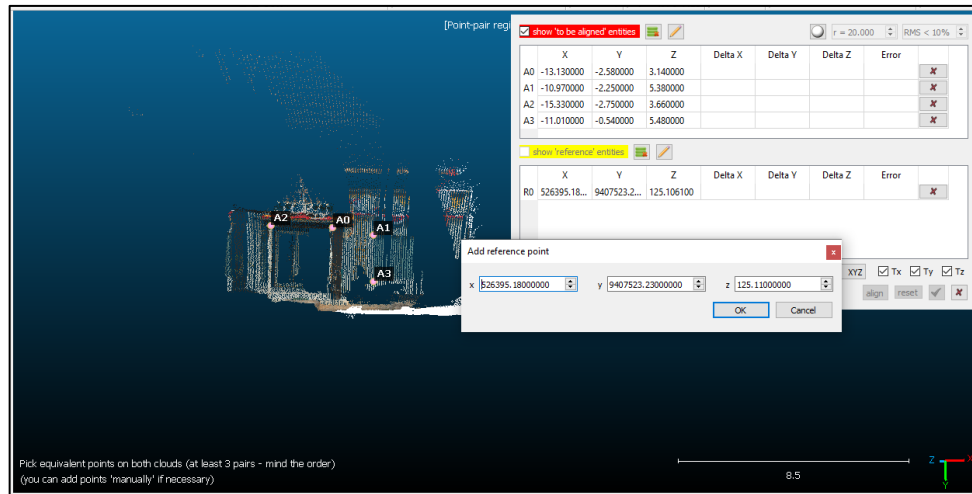 [Point-pair regi
show 'to be aligned' entities
r = 20.000
RMS < 10%
X Y Z Delta X Delta Y Delta Z Error
A0 -13.130000 -2.580000 3.140000
A1 -10.970000 -2.250000 5.380000
A2 -15.330000 -2.750000 3.660000
A3 -11.010000 -0.540000 5.480000
show 'reference' entities
X Y Z Delta X Delta Y Delta Z Error
R0 526395.18... 9407523.2... 125.106100
A2 A0 A1
A3
Add reference point
x 526395.18000000 y 9407523.23000000 z 125.11000000
OK Cancel
XYZ Tx Ty Tz
align reset
Pick equivalent points on both clouds (at least 3 pairs - mind the order)
(you can add points 'manually' if necessary)
8.5
Z X
Y